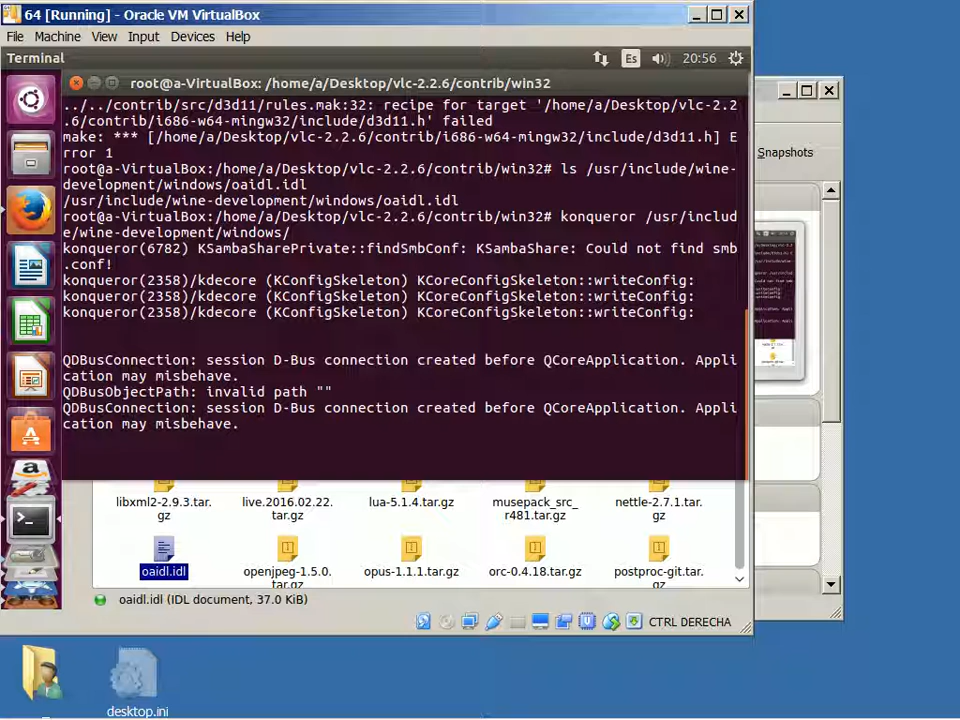 64 [Running] - Oracle VM VirtualBox
File Machine View Input Devices Help
Terminal
Es
20:56
root@a-VirtualBox: /home/a/Desktop/vlc-2.2.6/contrib/win32
../../contrib/src/d3d11/rules.mak:32: recipe for target '/home/a/Desktop/vlc-2.2
.6/contrib/i686-w64-mingw32/include/d3d11.h' failed
make: *** [/home/a/Desktop/vlc-2.2.6/contrib/i686-w64-mingw32/include/d3d11.h] E
rror 1
root@a-VirtualBox:/home/a/Desktop/vlc-2.2.6/contrib/win32# ls /usr/include/wine-
development/windows/oaidl.idl
/usr/include/wine-development/windows/oaidl.idl
root@a-VirtualBox:/home/a/Desktop/vlc-2.2.6/contrib/win32# konqueror /usr/includ
e/wine-development/windows/
konqueror(6782) KSambaSharePrivate::findSmbConf: KSambaShare: Could not find smb
.conf!
konqueror(2358)/kdecore (KConfigSkeleton) KCoreConfigSkeleton::writeConfig:
konqueror(2358)/kdecore (KConfigSkeleton) KCoreConfigSkeleton::writeConfig:
konqueror(2358)/kdecore (KConfigSkeleton) KCoreConfigSkeleton::writeConfig:
QDBusConnection: session D-Bus connection created before QCoreApplication. Appli
cation may misbehave.
QDBusObjectPath: invalid path ""
QDBusConnection: session D-Bus connection created before QCoreApplication. Appli
cation may misbehave.
Snapshots
libxml2-2.9.3.tar.
gz
live.2016.02.22.
tar.gz
lua-5.1.4.tar.gz
musepack_src_
r481.tar.gz
nettle-2.7.1.tar.
gz
oaidl.idl
openjpeg-1.5.0.
tar.gz
opus-1.1.1.tar.gz
orc-0.4.18.tar.gz
postproc-git.tar.
gz
oaidl.idl (IDL document, 37.0 KiB)
CTRL DERECHA
desktop.ini